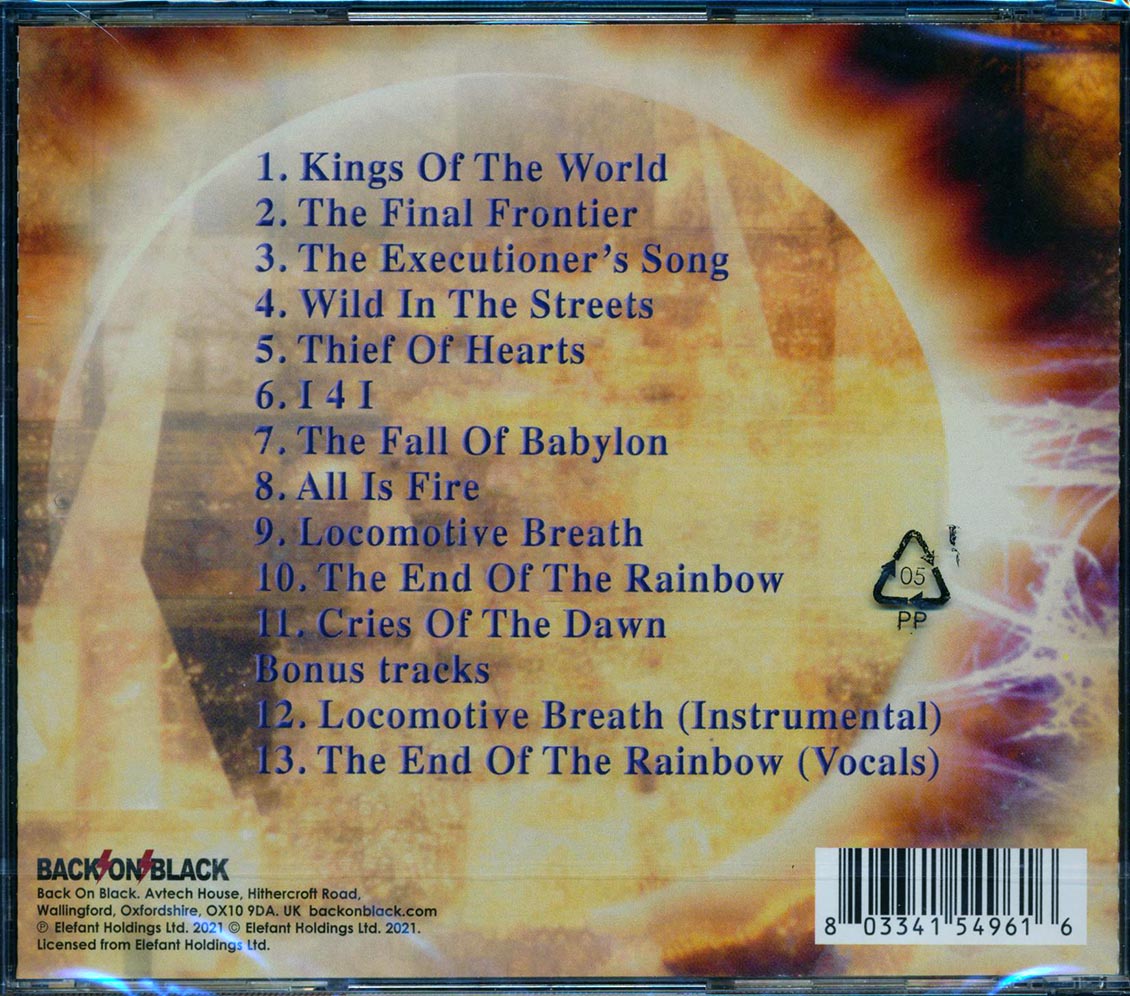 1. Kings Of The World
2. The Final Frontier
3. The Executioner’s Song
4. Wild In The Streets
5. Thief Of Hearts
6. I 4 I
7. The Fall Of Babylon
8. All Is Fire
9. Locomotive Breath
10. The End Of The Rainbow
11. Cries Of The Dawn
Bonus tracks
12. Locomotive Breath (Instrumental)
13. The End Of The Rainbow (Vocals)
05
PP
BACK ON BLACK
Back On Black. Avtech House, Hithercroft Road,
Wallingford, Oxfordshire, OX10 9DA. UK backonblack.com
℗ Elefant Holdings Ltd. 2021 © Elefant Holdings Ltd. 2021.
Licensed from Elefant Holdings Ltd.
8 03341 54961 6